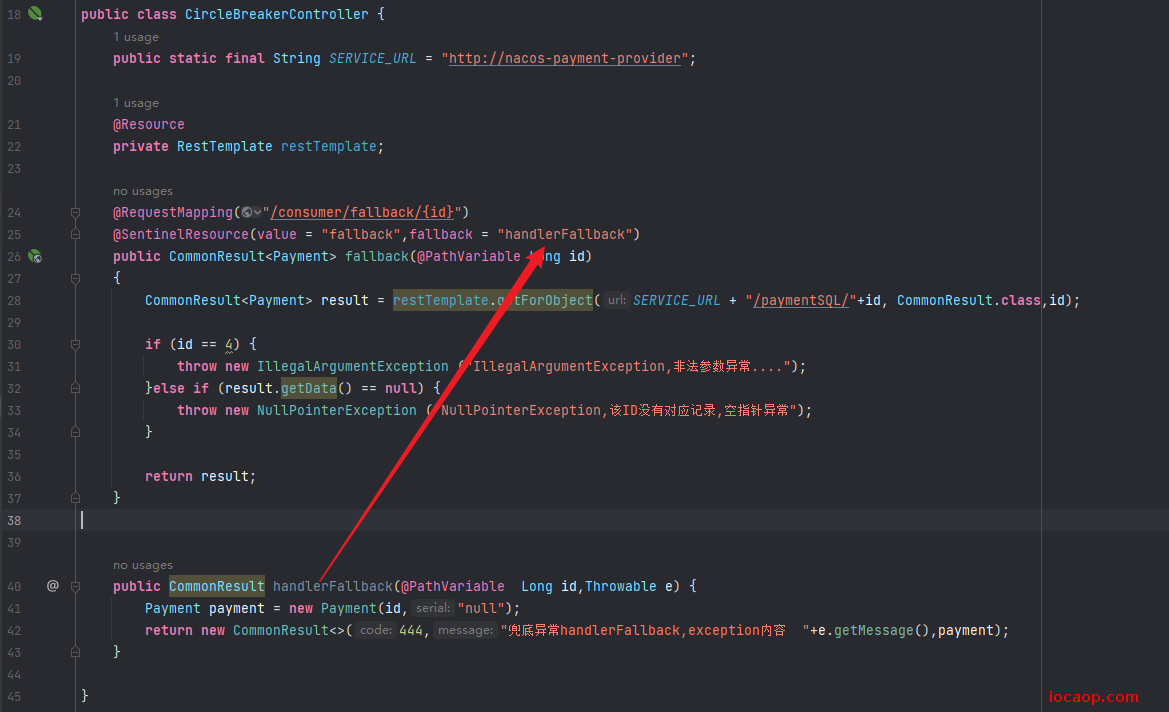 18 public class CircleBreakerController {
1 usage
19 public static final String SERVICE_URL = "http://nacos-payment-provider";
20
1 usage
21 @Resource
22 private RestTemplate restTemplate;
23
no usages
24 @RequestMapping("/consumer/fallback/{id}")
25 @SentinelResource(value = "fallback",fallback = "handlerFallback")
26 public CommonResult<Payment> fallback(@PathVariable Long id)
27 {
28 CommonResult<Payment> result = restTemplate.getForObject( url: SERVICE_URL + "/paymentSQL/"+id, CommonResult.class,id);
29
30 if (id == 4) {
31 throw new IllegalArgumentException ("IllegalArgumentException,非法参数异常....");
32 }else if (result.getData() == null) {
33 throw new NullPointerException ("NullPointerException,该ID没有对应记录,空指针异常");
34 }
35
36 return result;
37 }
38
39
no usages
40 @ public CommonResult handlerFallback(@PathVariable Long id,Throwable e) {
41 Payment payment = new Payment(id, serial: "null");
42 return new CommonResult<>( code: 444, message: "兜底异常handlerFallback,exception内容 "+e.getMessage(),payment);
43 }
44
45 }
iocaop.com